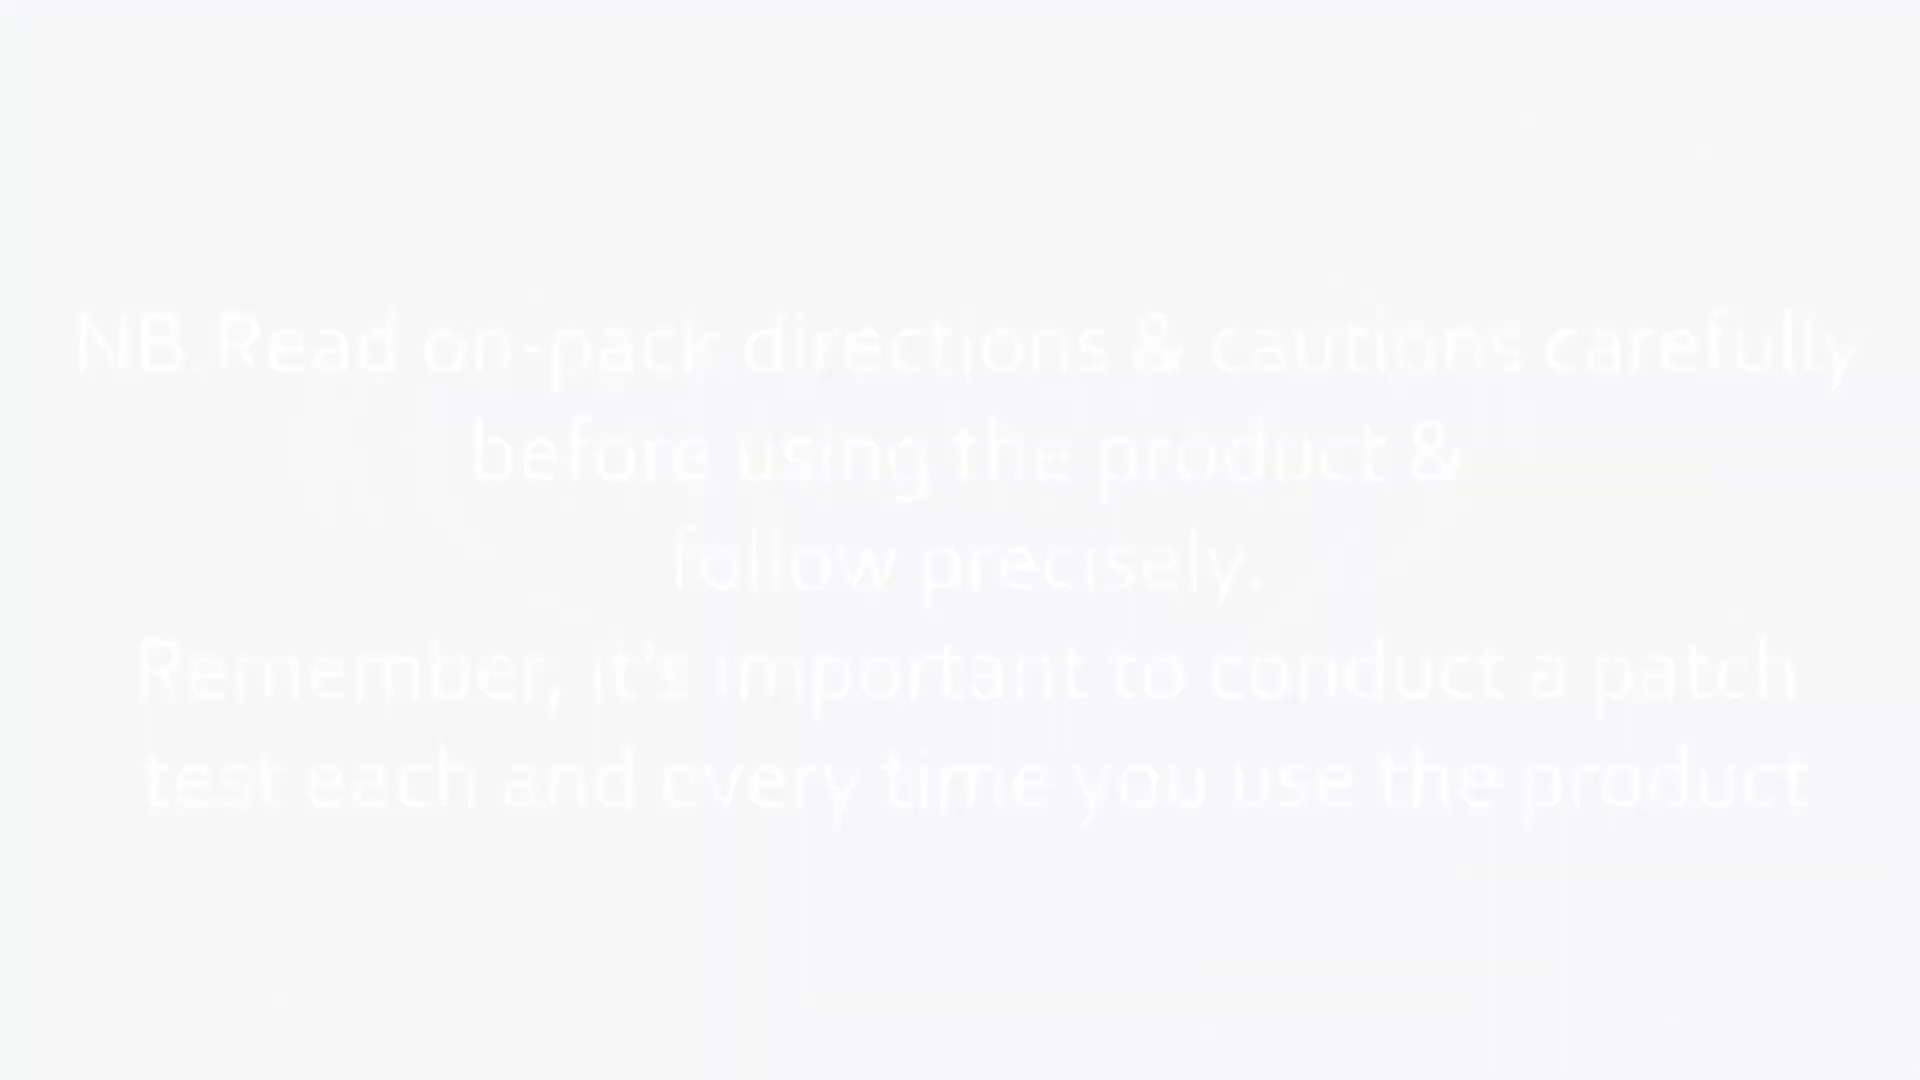 NB.Read on-pack directions & cautions carefully
before using the product &
follow precisely.
Remember, it's important to conduct a patch
test each and every time you use the product